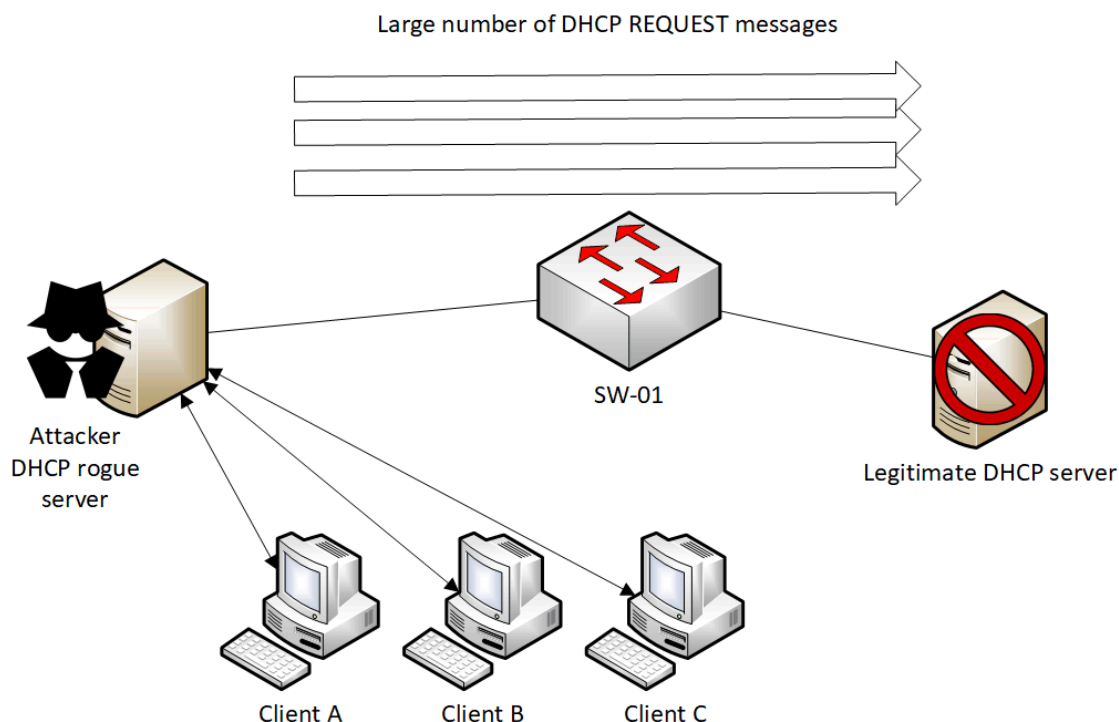 Large number of DHCP REQUEST messages
SW-01
Attacker
DHCP rogue
server
Legitimate DHCP server
Client A
Client B
Client C